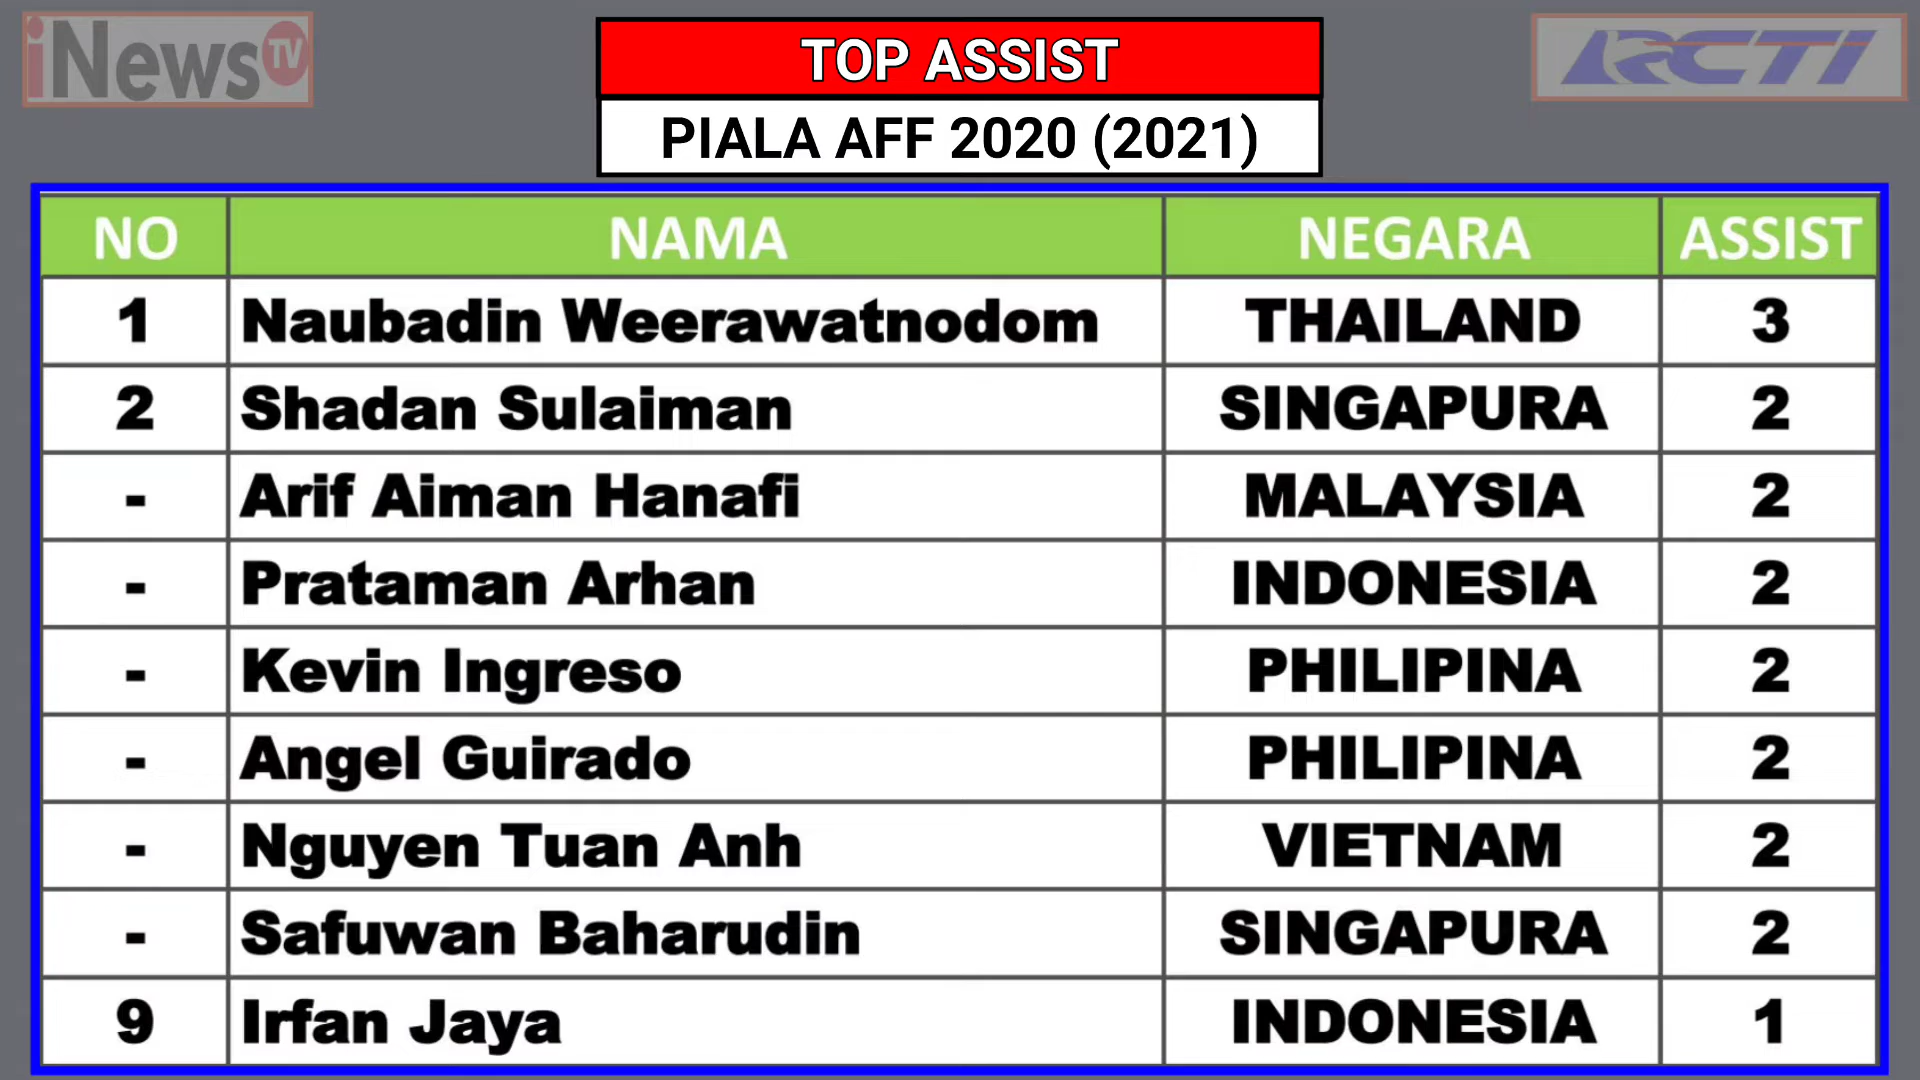 iNews TV
TOP ASSIST
RCTI
PIALA AFF 2020 (2021)
NO NAMA NEGARA ASSIST
1 Naubadin Weerawatnodom THAILAND 3
2 Shadan Sulaiman SINGAPURA 2
- Arif Aiman Hanafi MALAYSIA 2
- Prataman Arhan INDONESIA 2
- Kevin Ingreso PHILIPINA 2
- Angel Guirado PHILIPINA 2
- Nguyen Tuan Anh VIETNAM 2
- Safuwan Baharudin SINGAPURA 2
9 Irfan Jaya INDONESIA 1